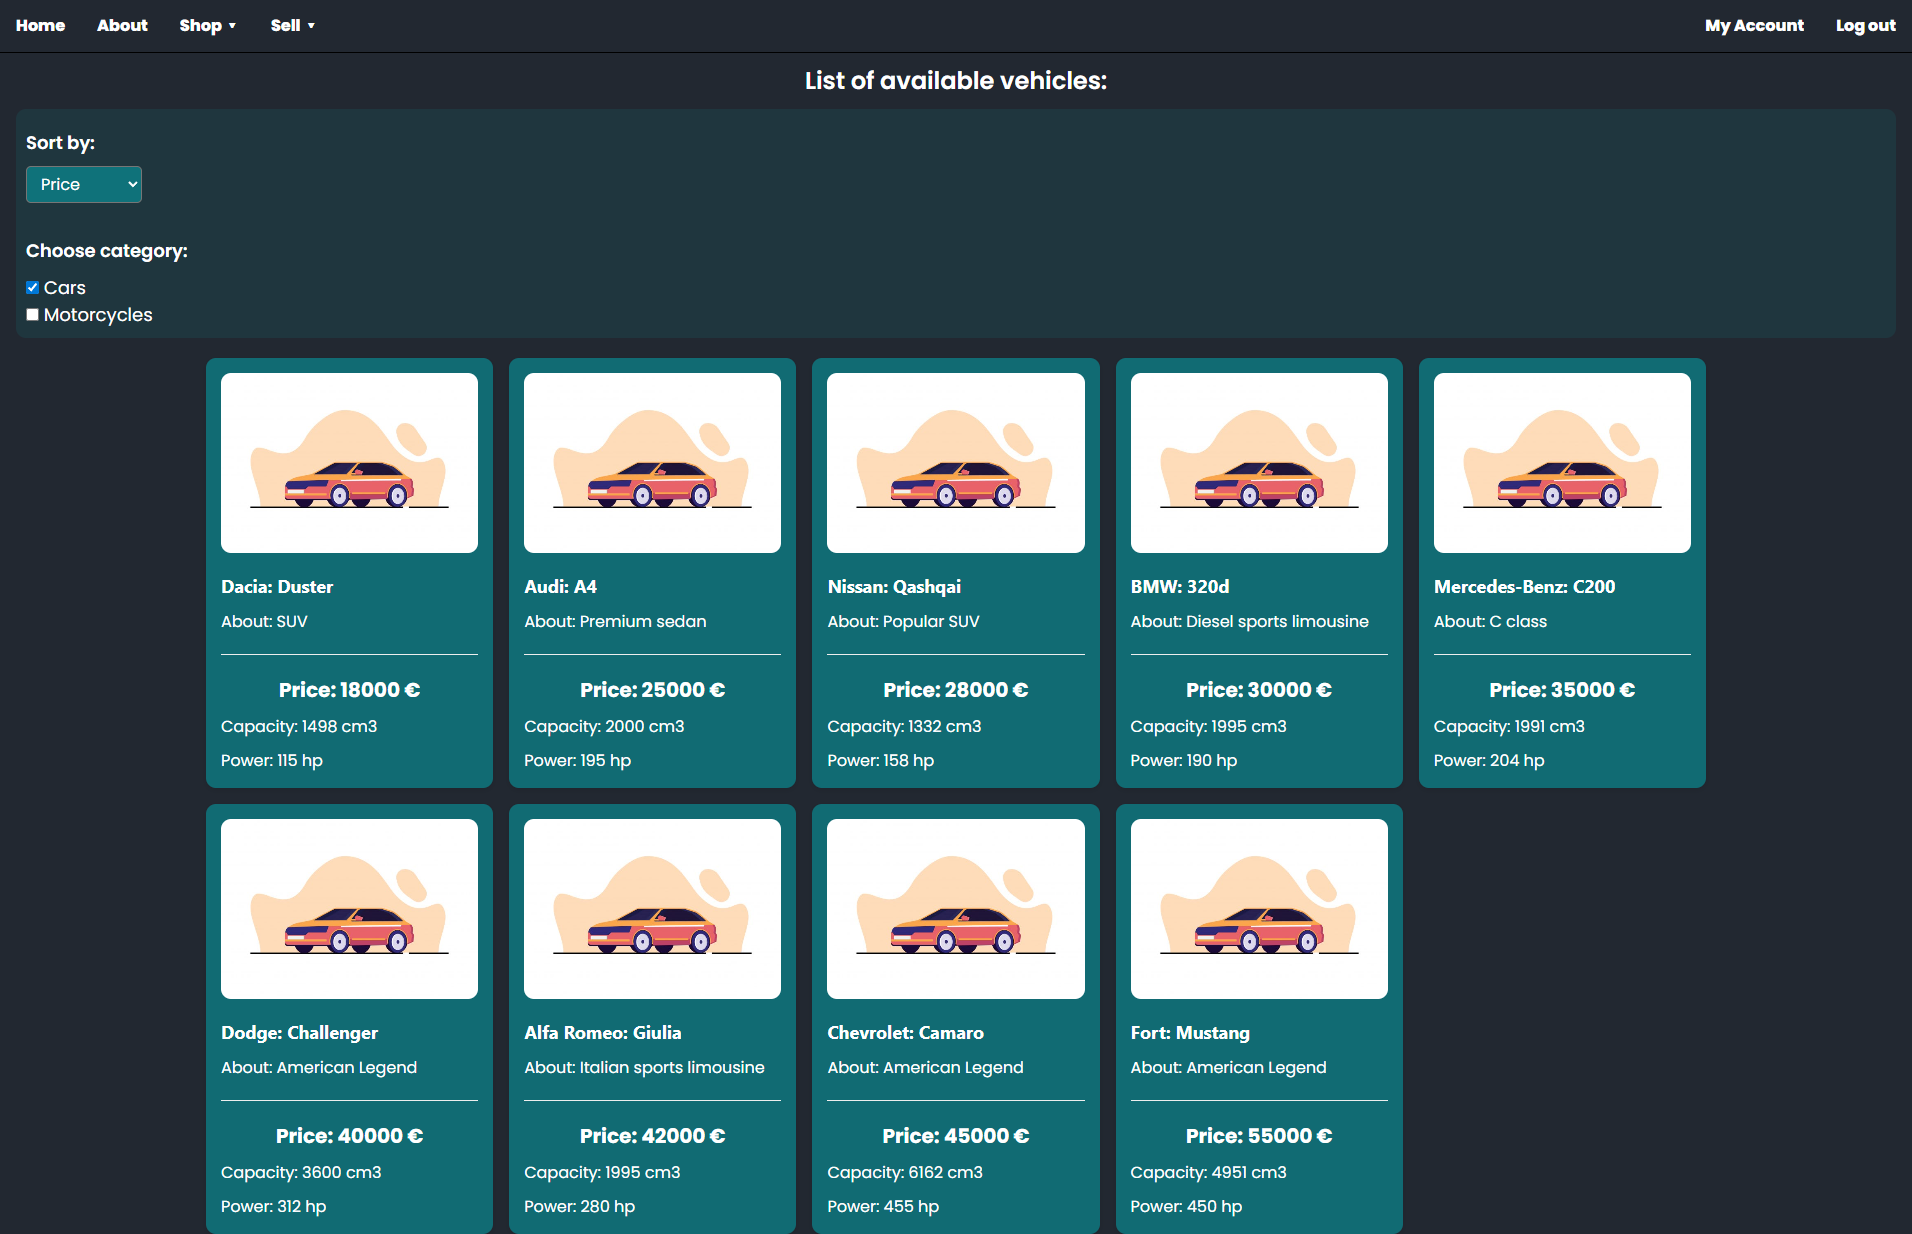 Home About Shop ▼ Sell ▼ My Account Log out
List of available vehicles:
Sort by:
Price
Choose category:
Cars
Motorcycles
Dacia: Duster
About: SUV
Price: 18000 €
Capacity: 1498 cm3
Power: 115 hp
Audi: A4
About: Premium sedan
Price: 25000 €
Capacity: 2000 cm3
Power: 195 hp
Nissan: Qashqai
About: Popular SUV
Price: 28000 €
Capacity: 1332 cm3
Power: 158 hp
BMW: 320d
About: Diesel sports limousine
Price: 30000 €
Capacity: 1995 cm3
Power: 190 hp
Mercedes-Benz: C200
About: C class
Price: 35000 €
Capacity: 1991 cm3
Power: 204 hp
Dodge: Challenger
About: American Legend
Price: 40000 €
Capacity: 3600 cm3
Power: 312 hp
Alfa Romeo: Giulia
About: Italian sports limousine
Price: 42000 €
Capacity: 1995 cm3
Power: 280 hp
Chevrolet: Camaro
About: American Legend
Price: 45000 €
Capacity: 6162 cm3
Power: 455 hp
Fort: Mustang
About: American Legend
Price: 55000 €
Capacity: 4951 cm3
Power: 450 hp